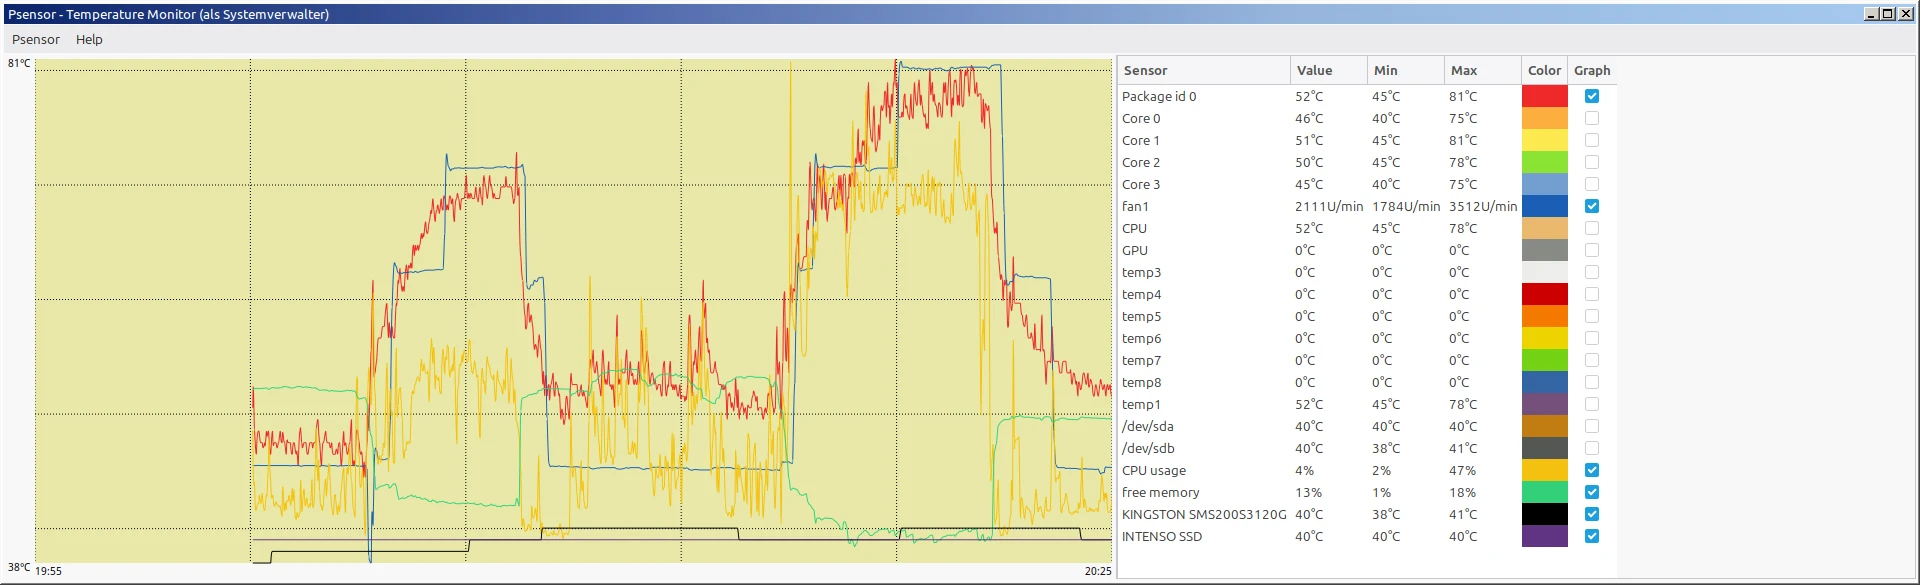 Psensor - Temperature Monitor (als Systemverwalter)
Psensor Help
81°C
38°C
19:55 20:25
Sensor Value Min Max Color Graph
Package id 0 52°C 45°C 81°C
Core 0 46°C 40°C 75°C
Core 1 51°C 45°C 81°C
Core 2 50°C 45°C 78°C
Core 3 45°C 40°C 75°C
fan1 2111U/min 1784U/min 3512U/min
CPU 52°C 45°C 78°C
GPU 0°C 0°C 0°C
temp3 0°C 0°C 0°C
temp4 0°C 0°C 0°C
temp5 0°C 0°C 0°C
temp6 0°C 0°C 0°C
temp7 0°C 0°C 0°C
temp8 0°C 0°C 0°C
temp1 52°C 45°C 78°C
/dev/sda 40°C 40°C 40°C
/dev/sdb 40°C 38°C 41°C
CPU usage 4% 2% 47%
free memory 13% 1% 18%
KINGSTON SMS200S3120G 40°C 38°C 41°C
INTENSO SSD 40°C 40°C 40°C